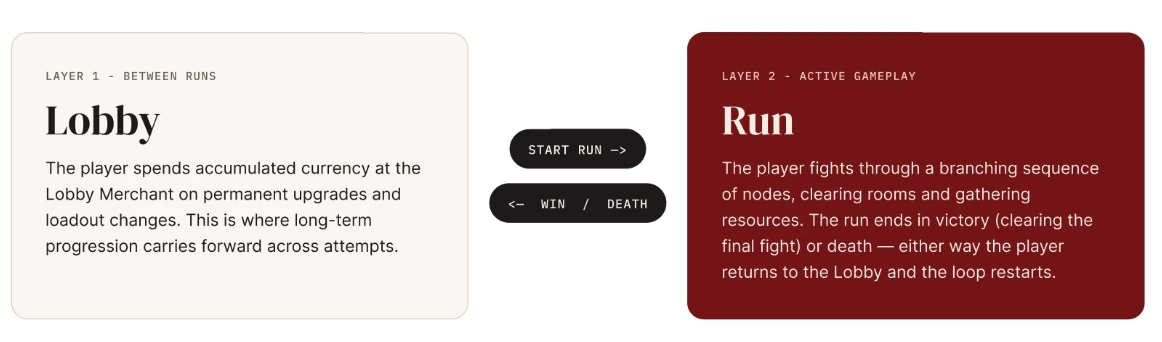 LAYER 1 - BETWEEN RUNS
Lobby
The player spends accumulated currency at the
Lobby Merchant on permanent upgrades and
loadout changes. This is where long-term
progression carries forward across attempts.
START RUN —>
<— WIN / DEATH
LAYER 2 - ACTIVE GAMEPLAY
Run
The player fights through a branching sequence
of nodes, clearing rooms and gathering
resources. The run ends in victory (clearing the
final fight) or death — either way the player
returns to the Lobby and the loop restarts.